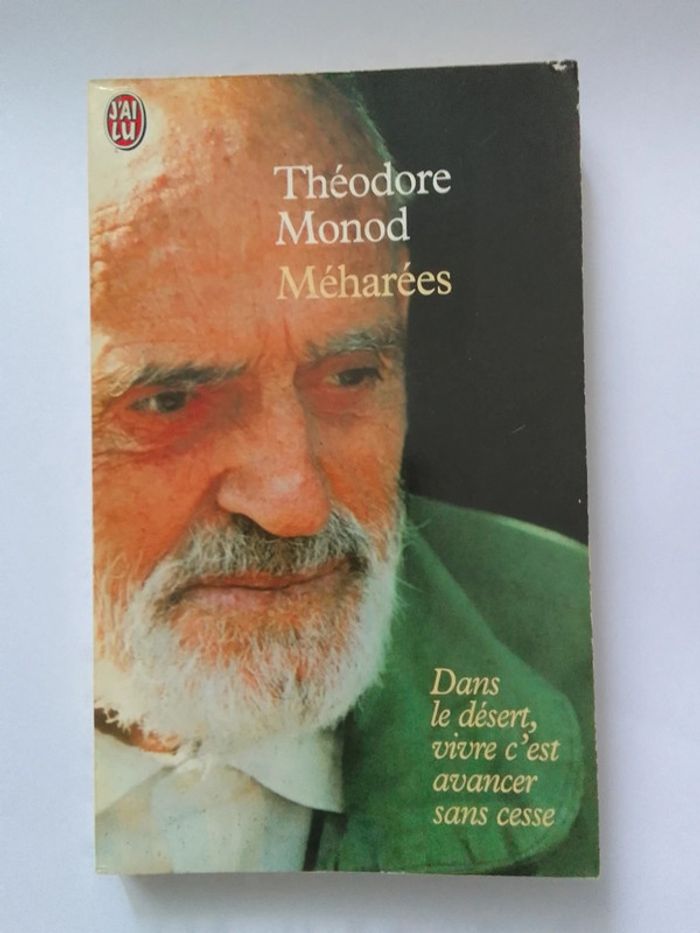 J'AI
LU
Théodore
Monod
Méharées
Dans
le désert,
vivre c'est
avancer
sans cesse